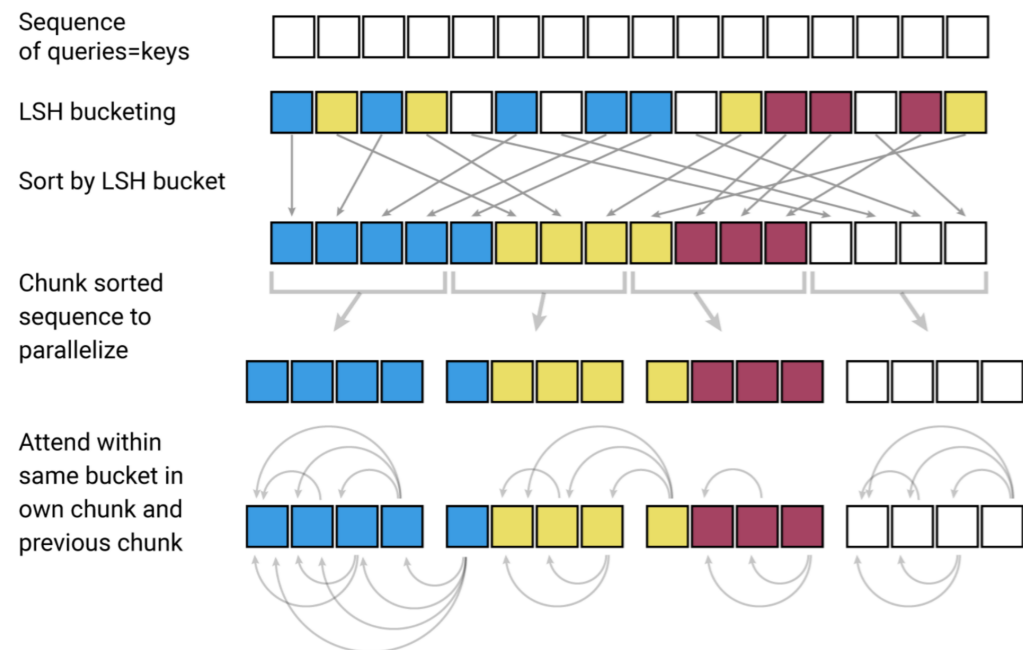 Sequence
of queries=keys
LSH bucketing
Sort by LSH bucket
Chunk sorted
sequence to
parallelize
Attend within
same bucket in
own chunk and
previous chunk